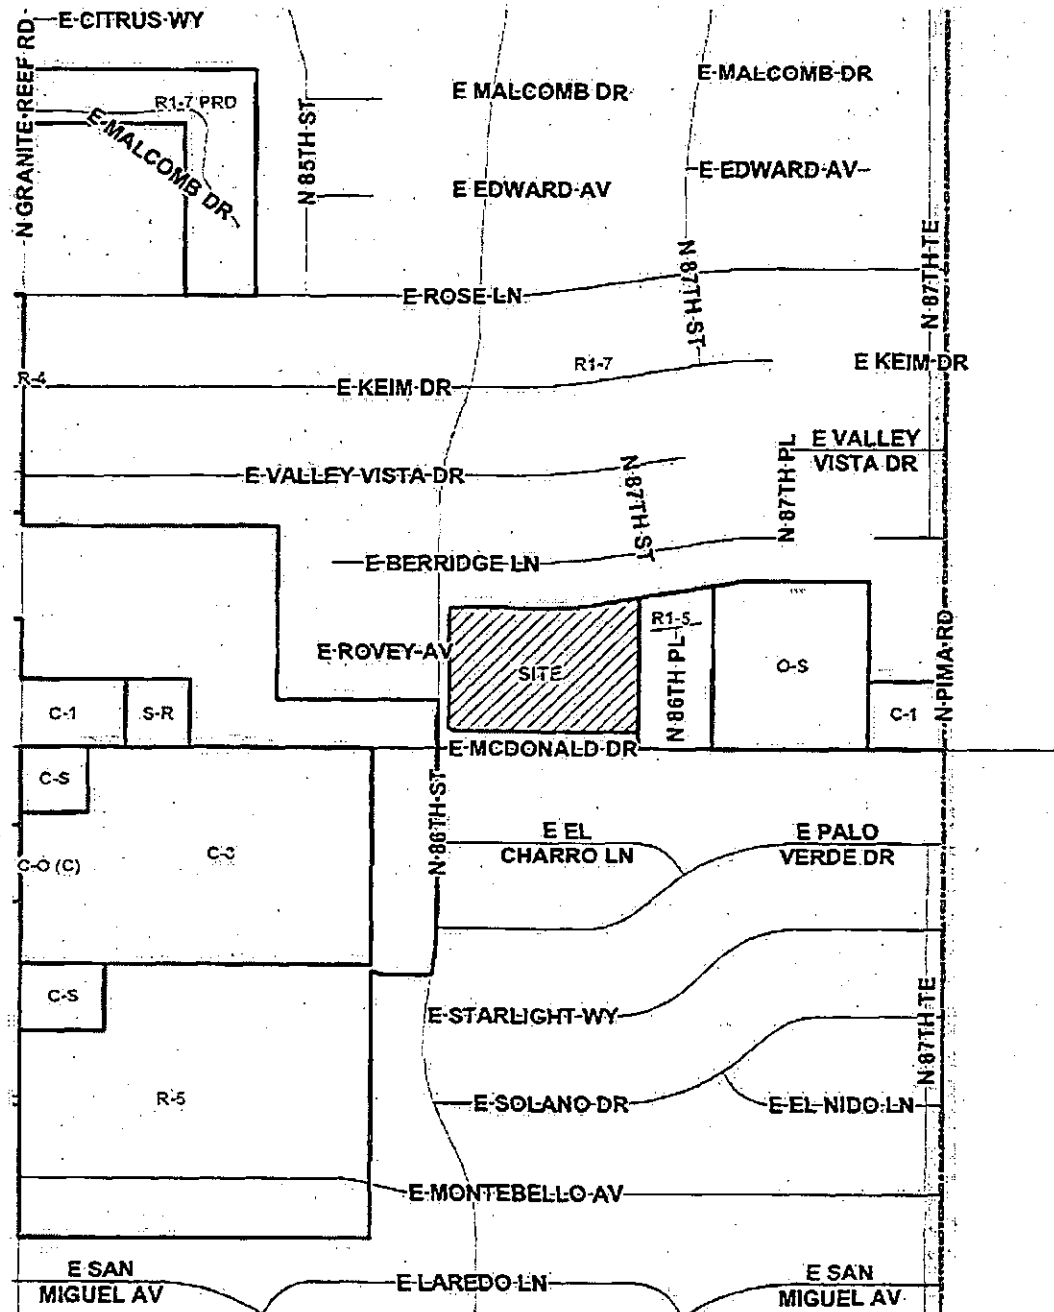 E CITRUS WY
N GRANITE REEF RD
R1-7 PRD
E MALCOMB DR
N 85TH ST
E MALCOMB DR
E MALCOMB DR
E EDWARD AV
E EDWARD AV
N 87TH ST
N 87TH TE
E ROSE LN
R-4
E KEIM DR
R1-7
E KEIM DR
E VALLEY VISTA DR
N 87TH ST
N 87TH PL
E VALLEY
VISTA DR
E BERRIDGE LN
E ROVEY AV
SITE
R1-5
N 86TH PL
O-S
N PIMA RD
C-1
S-R
C-1
E MCDONALD DR
C-S
C-O (C)
N 86TH ST
E EL
CHARRO LN
E PALO
VERDE DR
C-S
E STARLIGHT WY
N 87TH TE
R-5
E SOLANO DR
E EL NIDO LN
E MONTEBELLO AV
E SAN
MIGUEL AV
E LAREDO LN
E SAN
MIGUEL AV